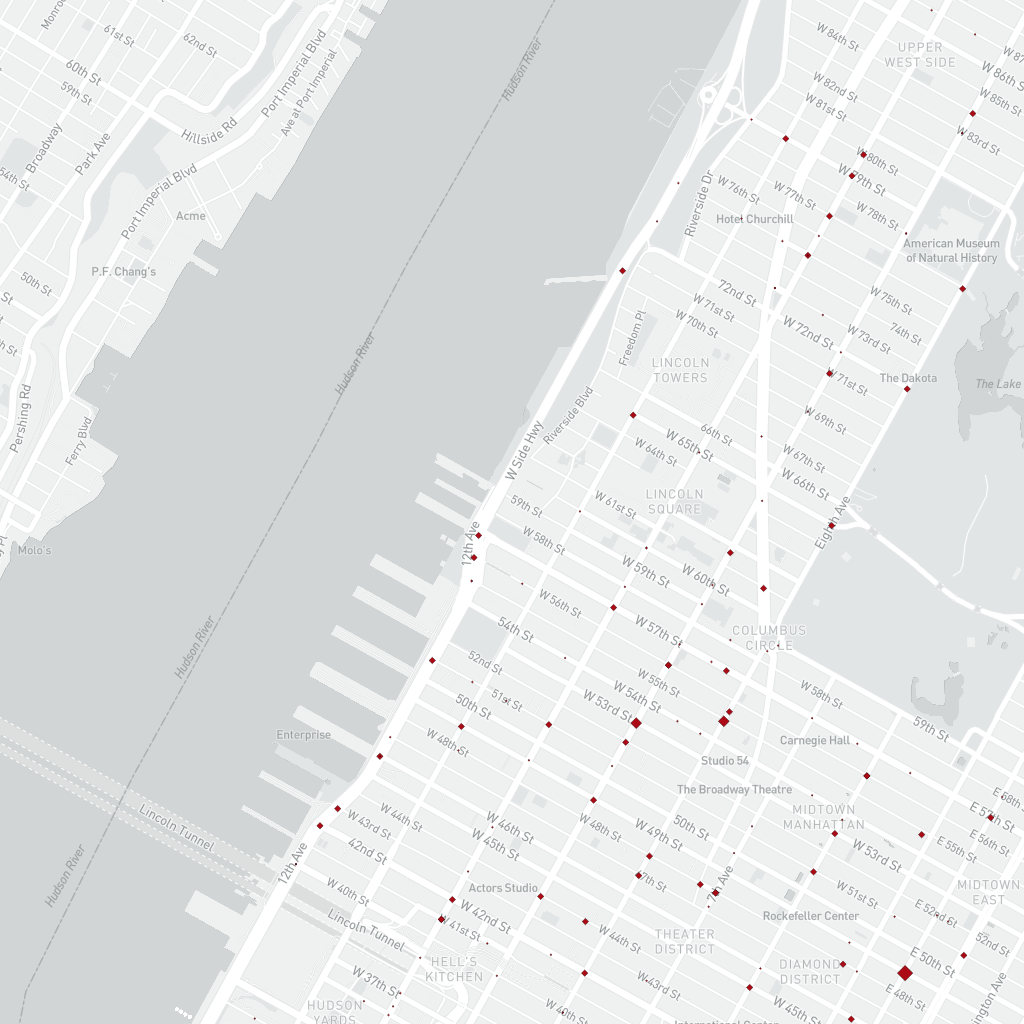 Monroe
61st St
62nd St
60th St
59th St
Port Imperial Blvd
Ave at Port Imperial
Hillside Rd
Broadway
Park Ave
54th St
Port Imperial Blvd
Acme
P.F. Chang's
50th St
St
th St
Pershing Rd
Ferry Blvd
Molo's
Pl
Hudson River
Hudson River
Hudson River
Hudson River
UPPER
WEST SIDE
W 84th St
W 86th St
W 85th St
W 83rd St
W 82nd St
W 81st St
W 80th St
W 79th St
W 78th St
W 77th St
W 76th St
Hotel Churchill
Riverside Dr
American Museum
of Natural History
W 75th St
74th St
W 73rd St
72nd St
W 72nd St
W 71st St
W 70th St
W 71st St
Freedom Pl
LINCOLN
TOWERS
The Dakota
The Lake
W 69th St
Riverside Blvd
W Side Hwy
66th St
W 65th St
W 64th St
W 67th St
W 66th St
LINCOLN
SQUARE
W 61st St
59th St
W 58th St
W 59th St
W 60th St
Eighth Ave
12th Ave
W 56th St
W 57th St
54th St
COLUMBUS
CIRCLE
52nd St
51st St
50th St
W 55th St
W 54th St
W 53rd St
W 58th St
59th St
Enterprise
W 48th St
Carnegie Hall
Studio 54
The Broadway Theatre
MIDTOWN
MANHATTAN
E 58th St
E 57th St
E 56th St
E 55th St
Lincoln Tunnel
W 44th St
W 43rd St
42nd St
W 46th St
W 45th St
W 48th St
W 49th St
50th St
47th St
7th Ave
W 53rd St
W 51st St
E 52nd St
52nd St
MIDTOWN
EAST
12th Ave
W 40th St
Actors Studio
W 42nd St
W 41st St
Lincoln Tunnel
Rockefeller Center
THEATER
DISTRICT
W 44th St
W 43rd St
DIAMOND
DISTRICT
E 50th St
E 48th St
HELL'S
KITCHEN
W 37th St
W 40th St
W 45th St
HUDSON
YARDS
International Center